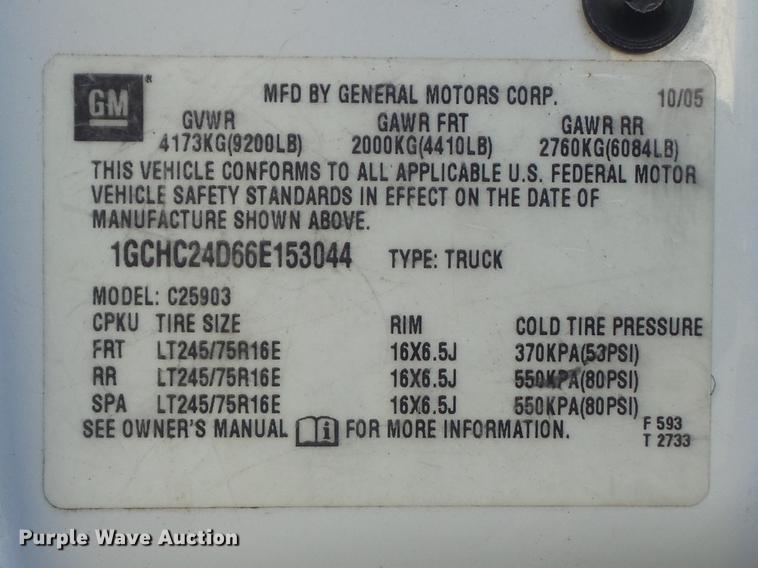 GM ® MFD BY GENERAL MOTORS CORP. 10/05
GVWR GAWR FRT GAWR RR
4173KG(9200LB) 2000KG(4410LB) 2760KG(6084LB)
THIS VEHICLE CONFORMS TO ALL APPLICABLE U.S. FEDERAL MOTOR
VEHICLE SAFETY STANDARDS IN EFFECT ON THE DATE OF
MANUFACTURE SHOWN ABOVE.
1GCHC24D66E153044 TYPE: TRUCK
MODEL: C25903
CPKU TIRE SIZE RIM COLD TIRE PRESSURE
FRT LT245/75R16E 16X6.5J 370KPA(53PSI)
RR LT245/75R16E 16X6.5J 550KPA(80PSI)
SPA LT245/75R16E 16X6.5J 550KPA(80PSI)
SEE OWNER'S MANUAL i FOR MORE INFORMATION.
F 593
T 2733
Purple Wave Auction